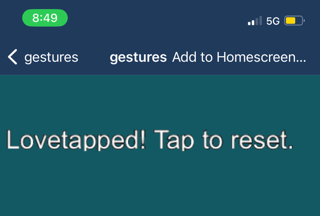 8:49
5G
gestures
gestures Add to Homescreen...
Lovetapped! Tap to reset.